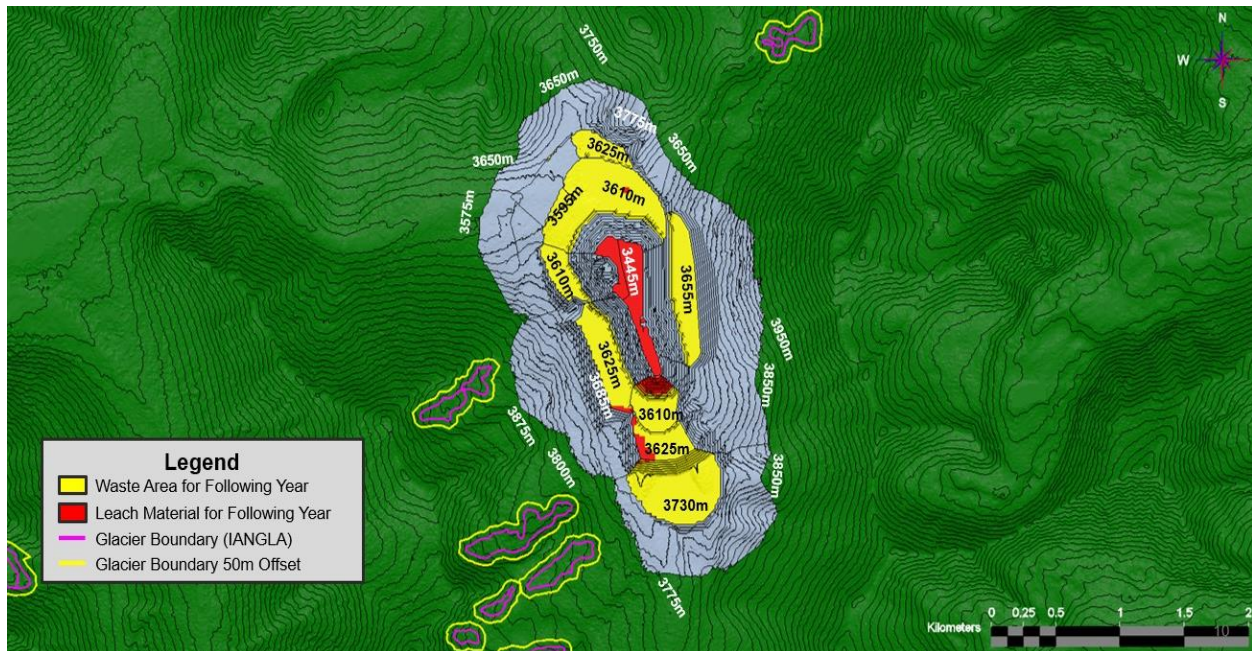 3750m
N
W
S
3650m
3775m
3650m
3625m
3650m
3610m
3595m
3575m
3445m
3610m
3655m
3950m
3625m
3850m
3685m
3610m
3875m
3625m
3800m
3850m
3730m
3775m
Legend
Waste Area for Following Year
Leach Material for Following Year
Glacier Boundary (IANGLA)
Glacier Boundary 50m Offset
0 0.25 0.5 1 1.5 2
Kilometers
10